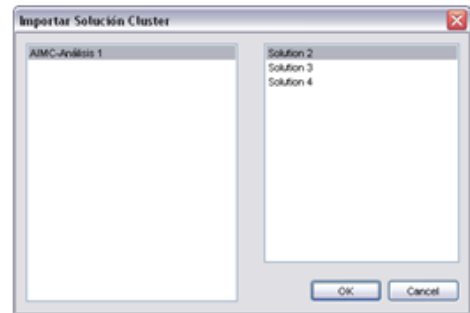 Importar Solución Cluster
AIMC-Análisis 1
Solution 2
Solution 3
Solution 4
OK
Cancel